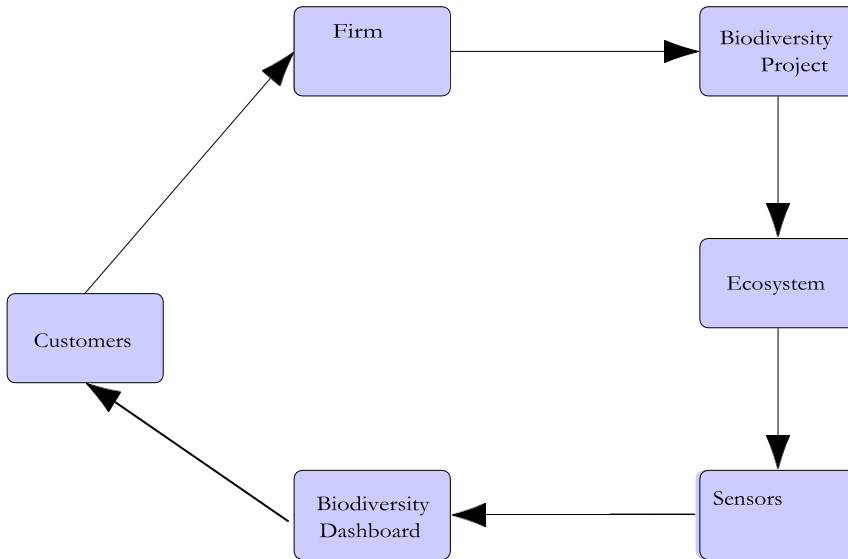 Firm
Biodiversity
Project
Ecosystem
Customers
Sensors
Biodiversity
Dashboard